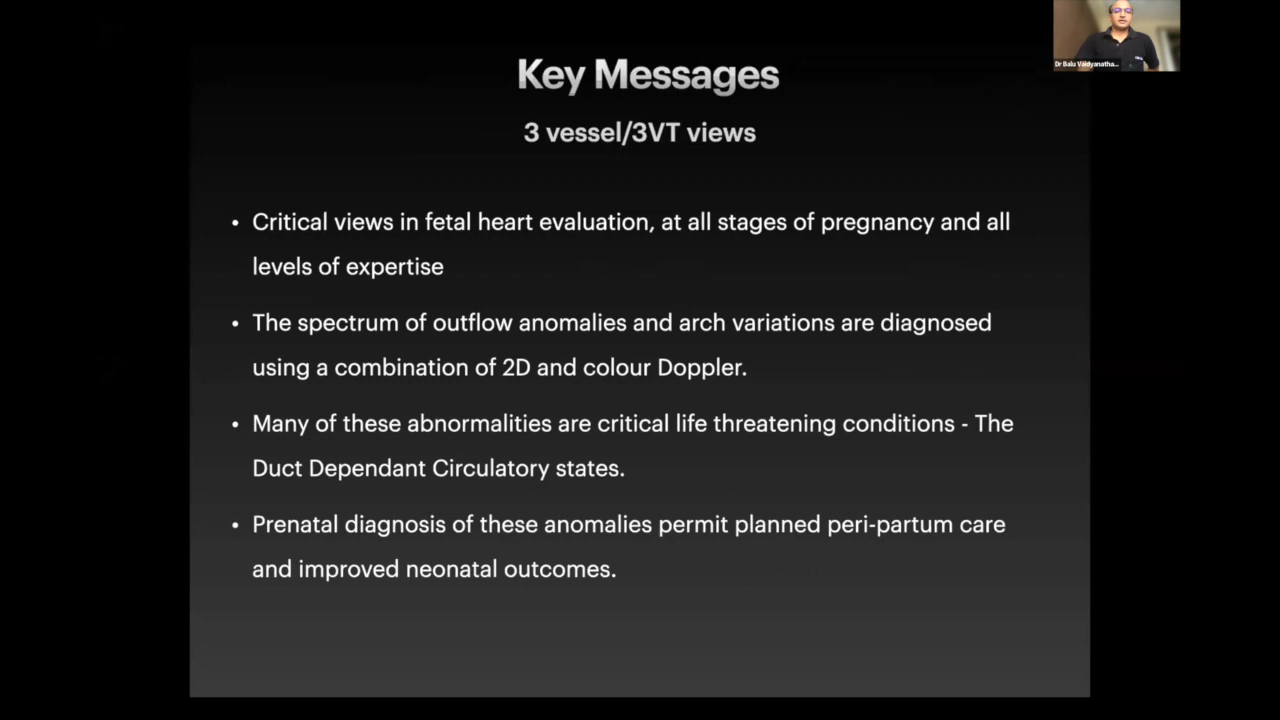 Dr Balu Vaidyanatha...
Key Messages
3 vessel/3VT views
• Critical views in fetal heart evaluation, at all stages of pregnancy and all
levels of expertise
• The spectrum of outflow anomalies and arch variations are diagnosed
using a combination of 2D and colour Doppler.
• Many of these abnormalities are critical life threatening conditions - The
Duct Dependant Circulatory states.
• Prenatal diagnosis of these anomalies permit planned peri-partum care
and improved neonatal outcomes.